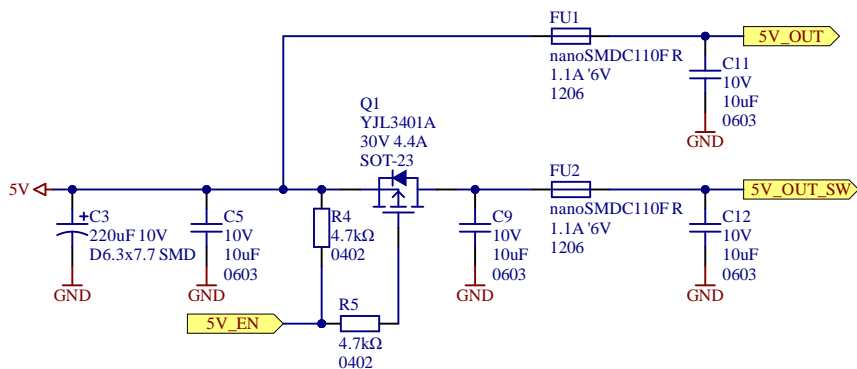 FU1
5V_OUT
nanoSMDC110F R
1.1A '6V
1206
C11
10V
10uF
0603
GND
Q1
YJL3401A
30V 4.4A
SOT-23
5V
FU2
5V_OUT_SW
nanoSMDC110F R
1.1A '6V
1206
C3
220uF 10V
D6.3x7.7 SMD
GND
C5
10V
10uF
0603
GND
R4
4.7kΩ
0402
C9
10V
10uF
0603
GND
C12
10V
10uF
0603
GND
5V_EN
R5
4.7kΩ
0402